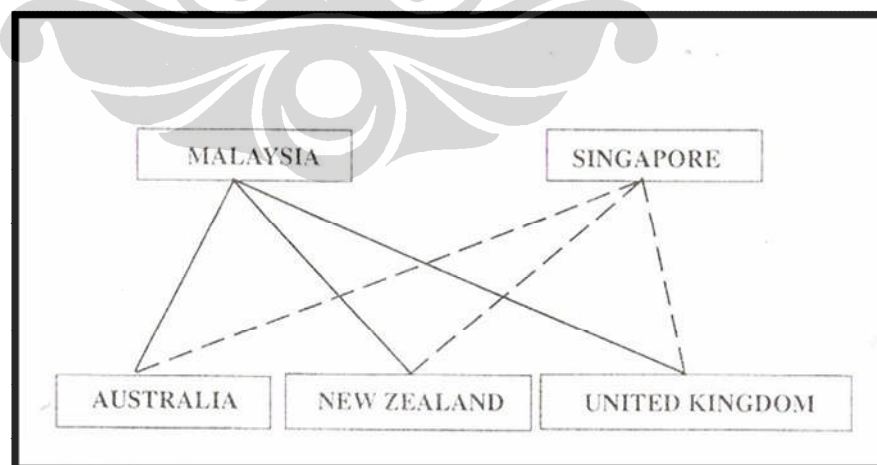 MALAYSIA
SINGAPORE
AUSTRALIA
NEW ZEALAND
UNITED KINGDOM